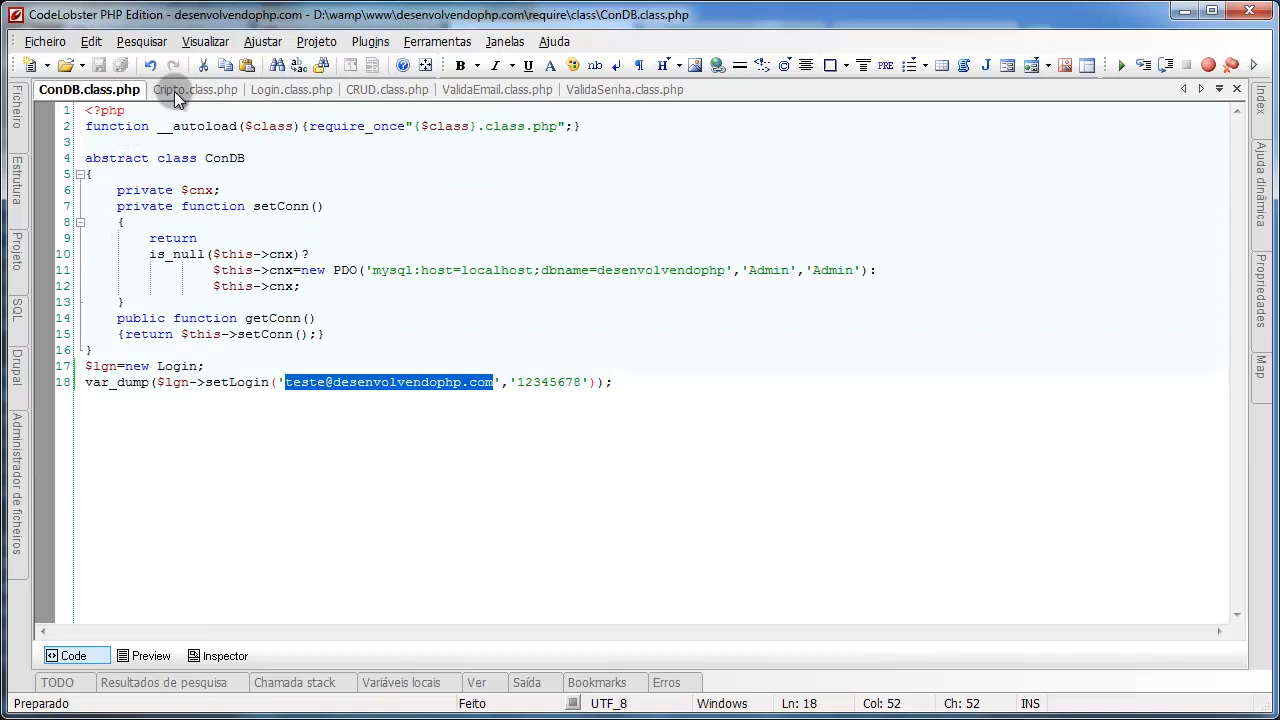 CodeLobster PHP Edition - desenvolvendophp.com - D:\wamp\www\desenvolvendophp.com\require\class\ConDB.class.php]
Ficheiro Edit Pesquisar Visualizar Ajustar Projeto Plugins Ferramentas Janelas Ajuda
B I U A nb ¶ H PRE J
ConDB.class.php Cripto.class.php Login.class.php CRUD.class.php ValidaEmail.class.php ValidaSenha.class.php
Ficheiro
Estrutura
Projeto
SQL
Drupal
Administrador de ficheiros
1 <?php
2 function __autoload($class){require_once"{$class}.class.php";}
3
4 abstract class ConDB
5 {
6 private $cnx;
7 private function setConn()
8 {
9 return
10 is_null($this->cnx)?
11 $this->cnx=new PDO('mysql:host=localhost;dbname=desenvolvendophp','Admin','Admin'):
12 $this->cnx;
13 }
14 public function getConn()
15 {return $this->setConn();}
16 }
17 $lgn=new Login;
18 var_dump($lgn->setLogin('teste@desenvolvendophp.com','12345678'));
Index
Ajuda dinâmica
Propriedades
Map
Code Preview Inspector
TODO Resultados de pesquisa Chamada stack Variáveis locais Ver Saída Bookmarks Erros
Preparado Feito UTF_8 Windows Ln: 18 Col: 52 Ch: 52 INS